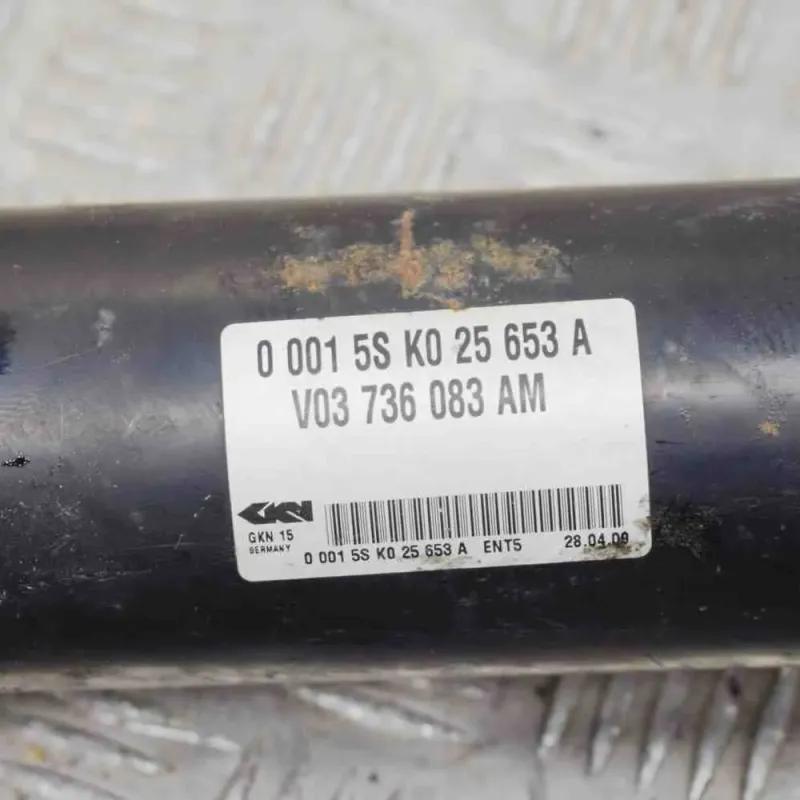 0 001 5S K0 25 653 A
V03 736 083 AM
GKN
GKN 15
GERMANY
0 001 5S K0 25 653 A ENT5 28.04.09